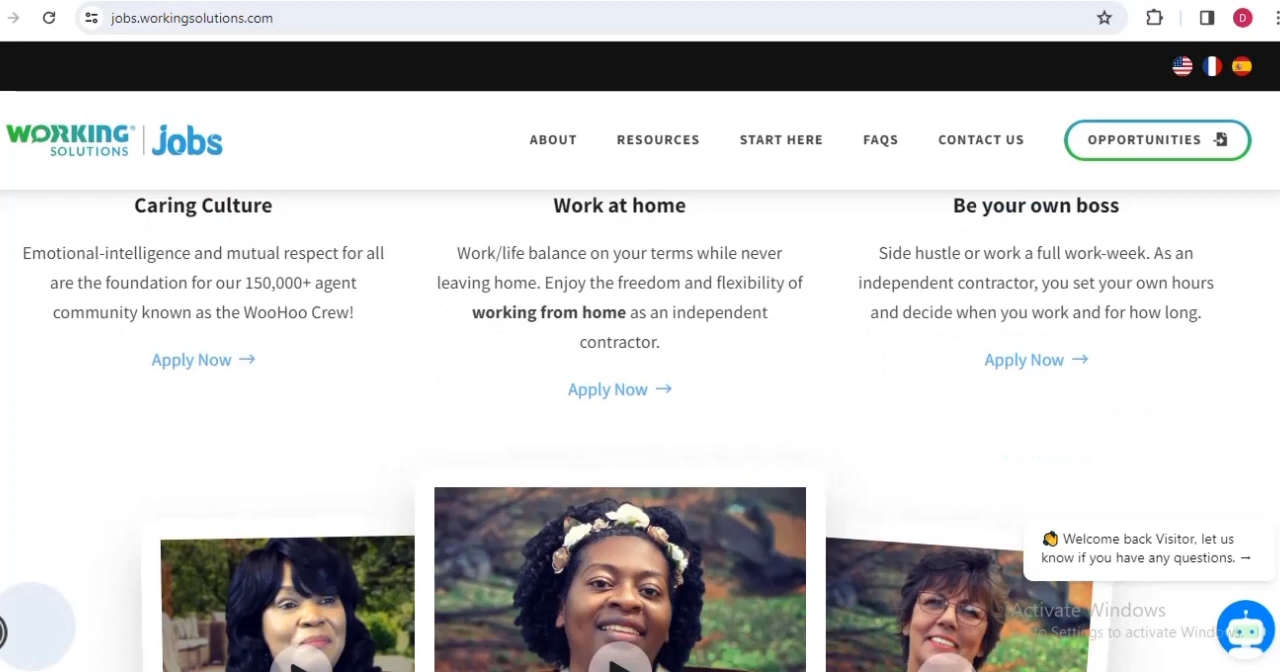 jobs.workingsolutions.com
D
WORKING® SOLUTIONS | jobs
ABOUT RESOURCES START HERE FAQS CONTACT US OPPORTUNITIES
Caring Culture
Emotional-intelligence and mutual respect for all
are the foundation for our 150,000+ agent
community known as the WooHoo Crew!
Apply Now →
Work at home
Work/life balance on your terms while never
leaving home. Enjoy the freedom and flexibility of
working from home as an independent
contractor.
Apply Now →
Be your own boss
Side hustle or work a full work-week. As an
independent contractor, you set your own hours
and decide when you work and for how long.
Apply Now →
👋 Welcome back Visitor, let us
know if you have any questions. →
Activate Windows
to Settings to activate Windows